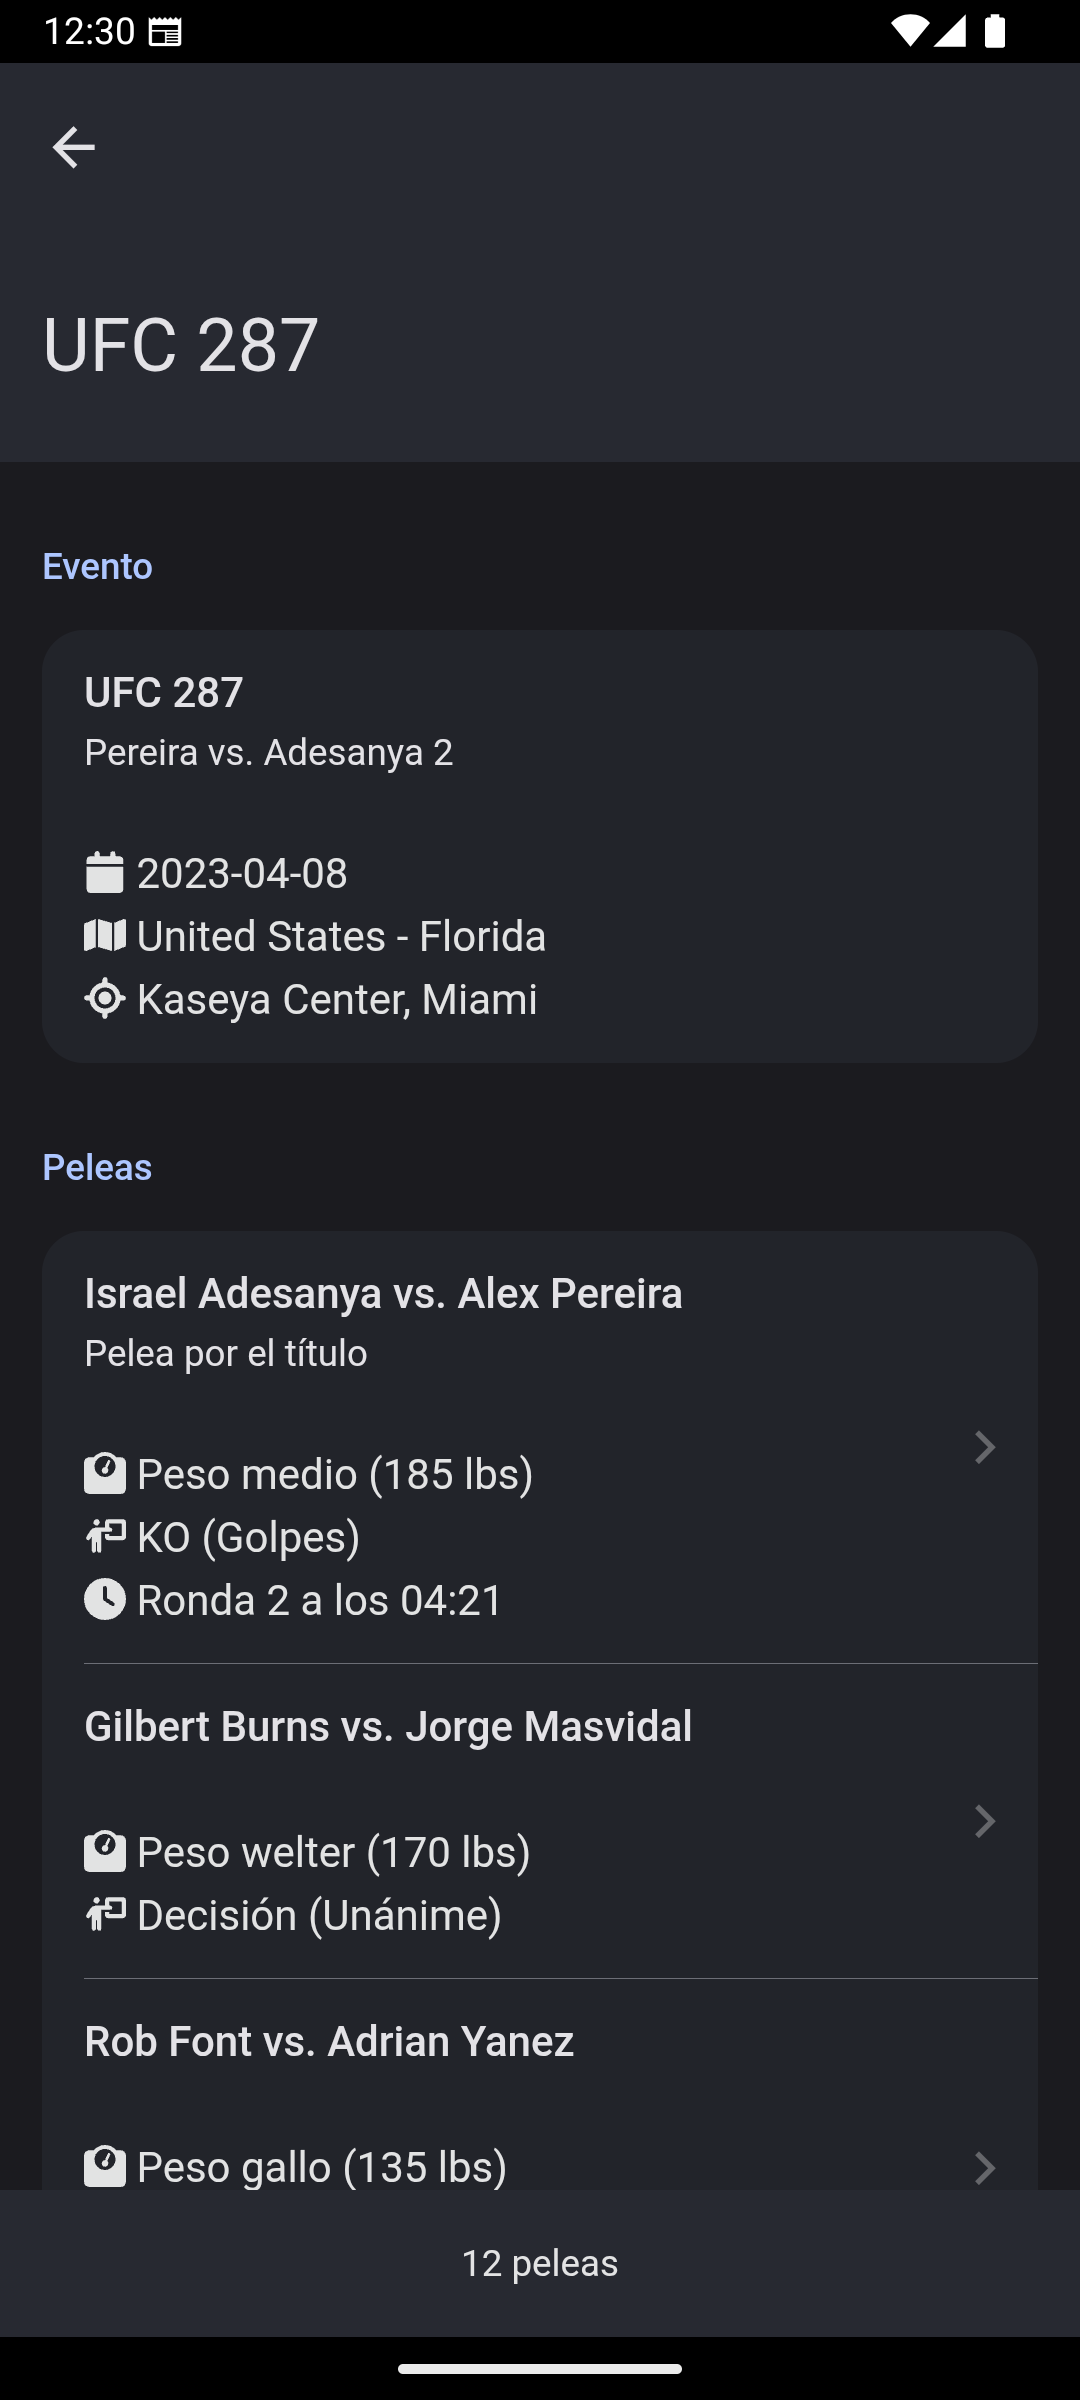 12:30
UFC 287
Evento
UFC 287
Pereira vs. Adesanya 2
2023-04-08
United States - Florida
Kaseya Center, Miami
Peleas
Israel Adesanya vs. Alex Pereira
Pelea por el título
Peso medio (185 lbs)
KO (Golpes)
Ronda 2 a los 04:21
Gilbert Burns vs. Jorge Masvidal
Peso welter (170 lbs)
Decisión (Unánime)
Rob Font vs. Adrian Yanez
Peso gallo (135 lbs)
12 peleas